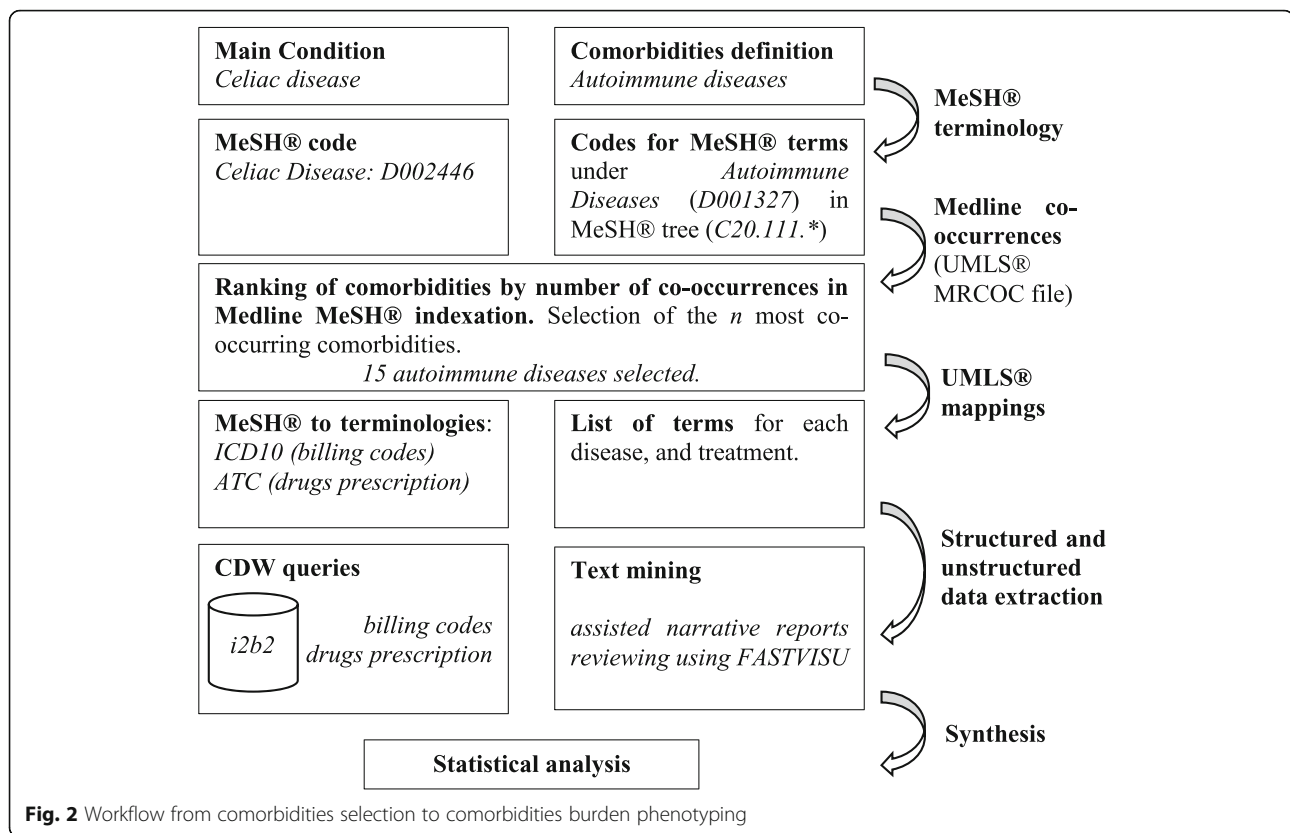 Main Condition
Celiac disease
Comorbidities definition
Autoimmune diseases
MeSH® terminology
MeSH® code
Celiac Disease: D002446
Codes for MeSH® terms
under Autoimmune
Diseases (D001327) in
MeSH® tree (C20.111.*)
Medline co-
occurrences
(UMLS®
MRCOC file)
Ranking of comorbidities by number of co-occurrences in
Medline MeSH® indexation. Selection of the n most co-
occurring comorbidities.
15 autoimmune diseases selected.
UMLS®
mappings
MeSH® to terminologies:
ICD10 (billing codes)
ATC (drugs prescription)
List of terms for each
disease, and treatment.
Structured and
unstructured
data extraction
CDW queries
i2b2
billing codes
drugs prescription
Text mining
assisted narrative reports
reviewing using FASTVISU
Synthesis
Statistical analysis
Fig. 2 Workflow from comorbidities selection to comorbidities burden phenotyping